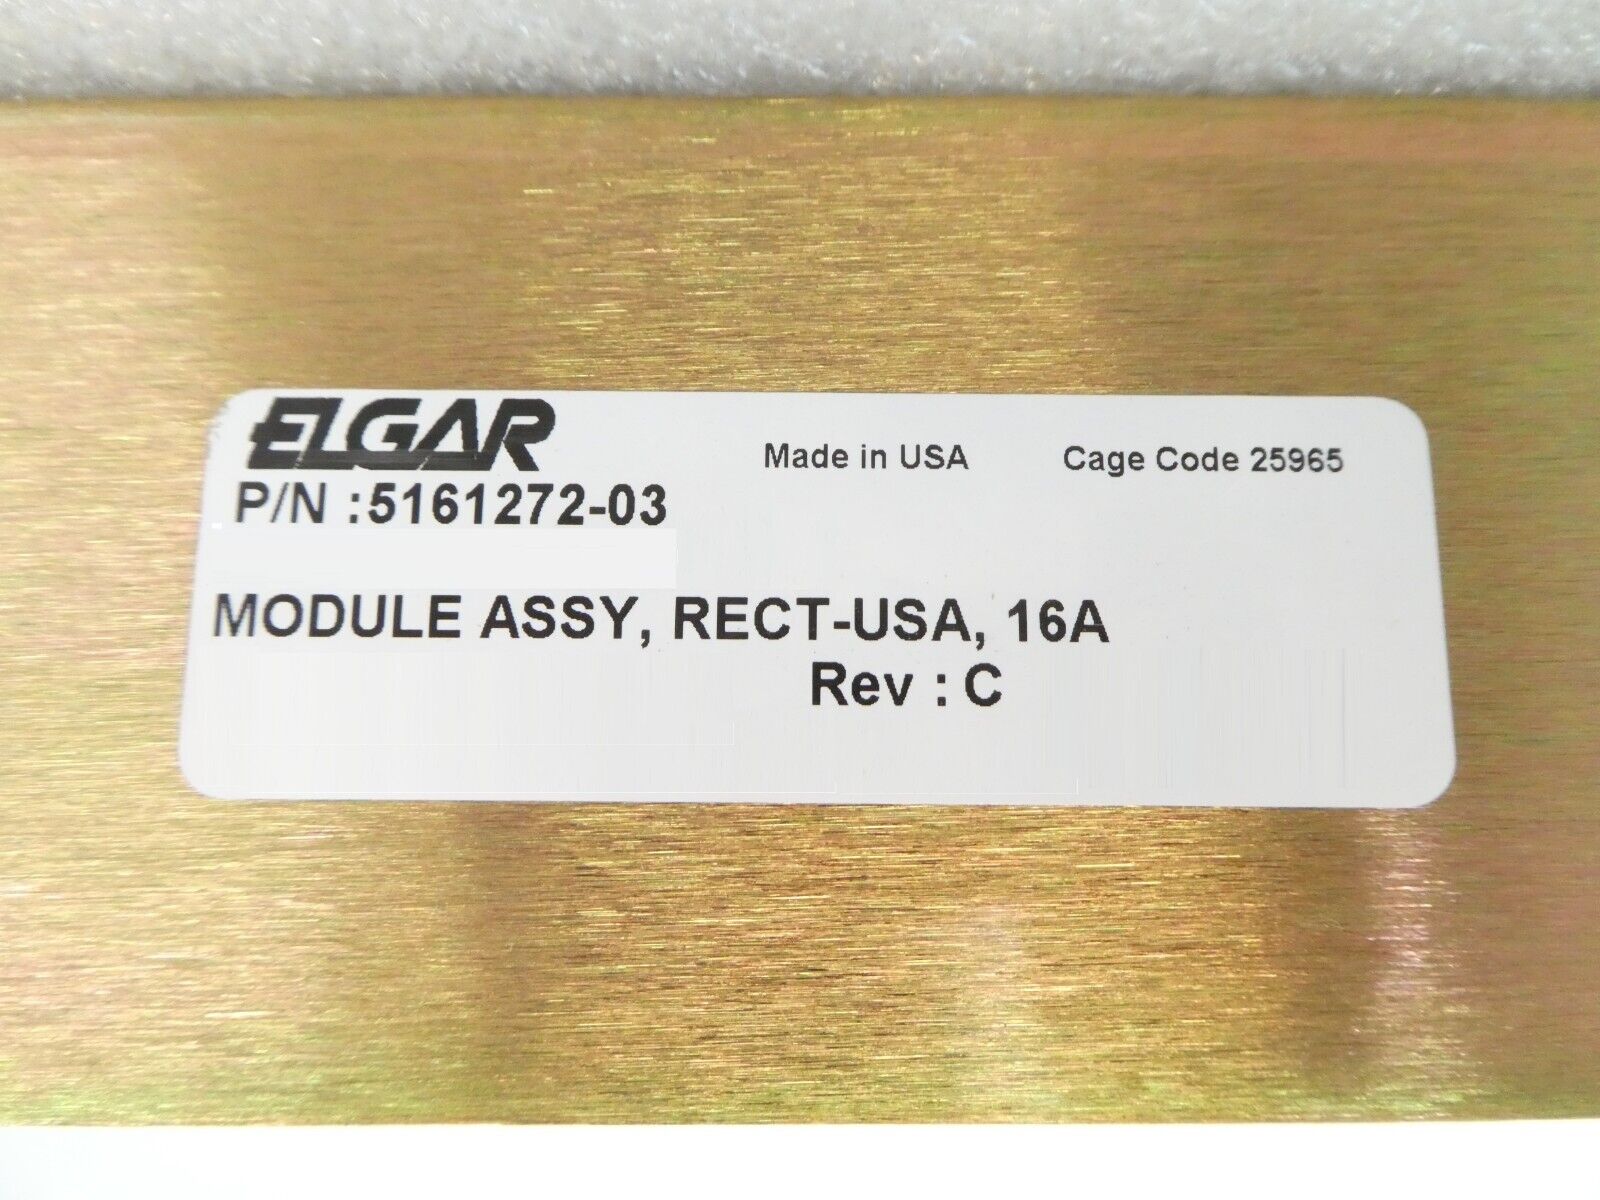 ELGAR
Made in USA
Cage Code 25965
P/N :5161272-03
MODULE ASSY, RECT-USA, 16A
Rev : C